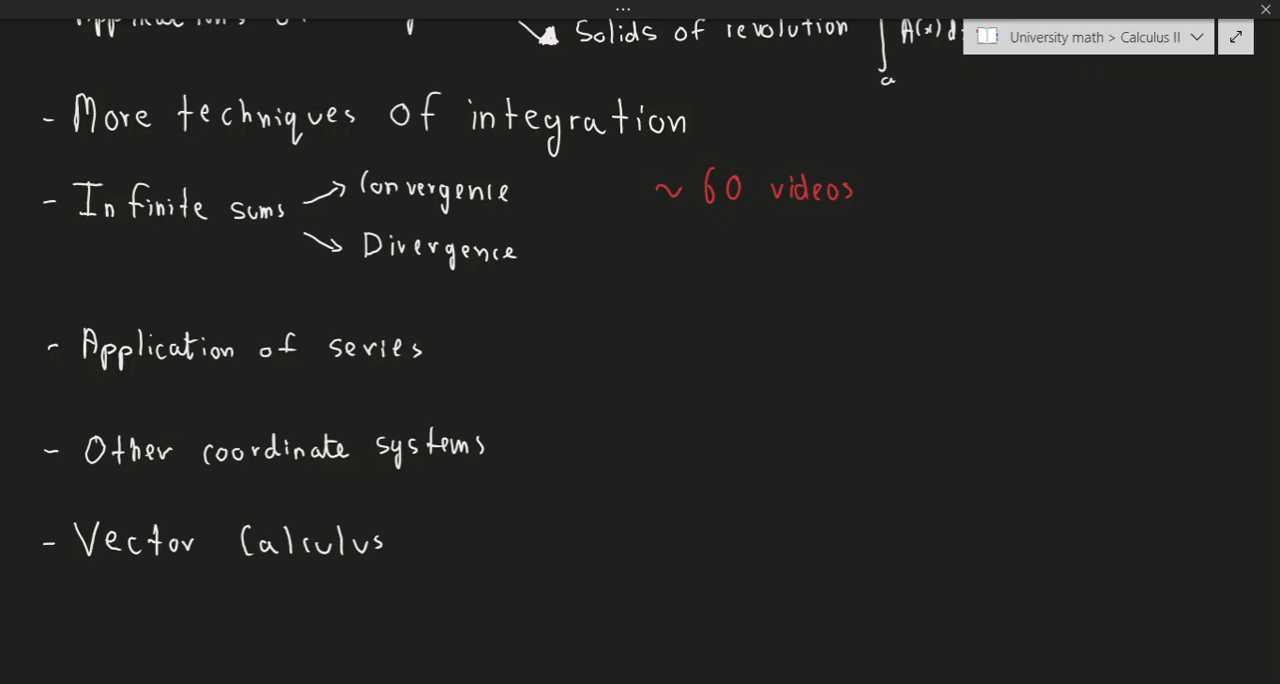 Solids of revolution
A(x)
University math > Calculus II
a
- More techniques of integration
- Infinite sums
Convergence
~ 60 videos
Divergence
- Application of series
- Other coordinate systems
- Vector Calculus